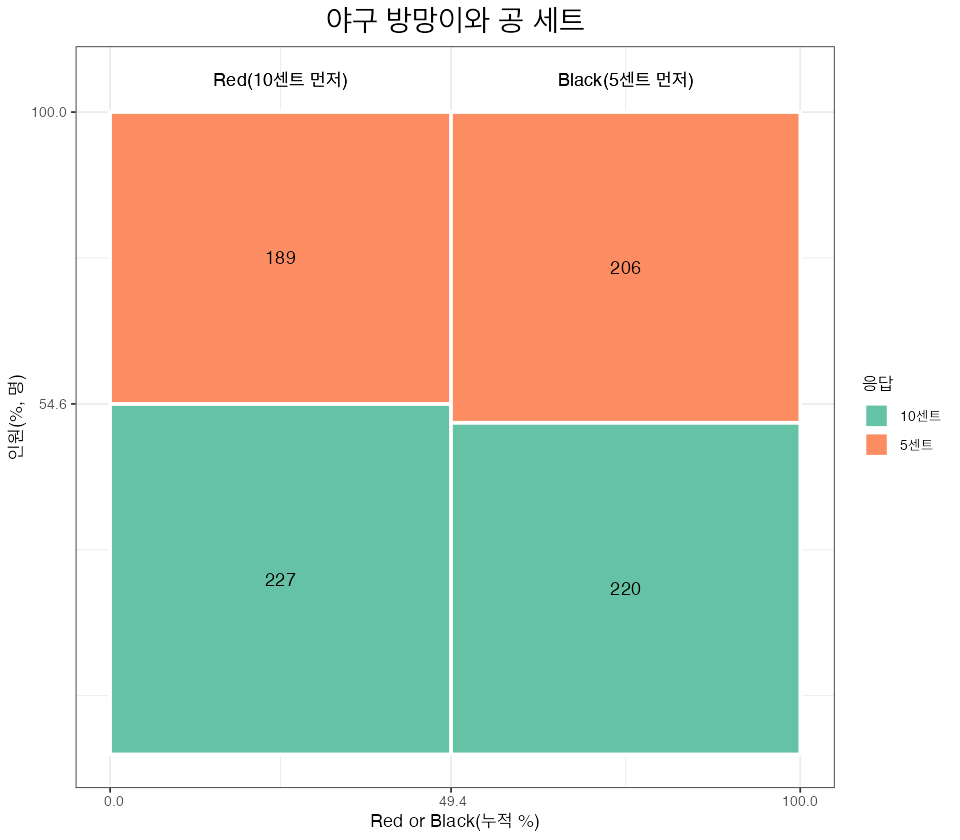 야구 방망이와 공 세트
Red(10센트 먼저)
Black(5센트 먼저)
100.0
54.6
인원(%, 명)
189
206
227
220
응답
10센트
5센트
0.0
49.4
100.0
Red or Black(누적 %)